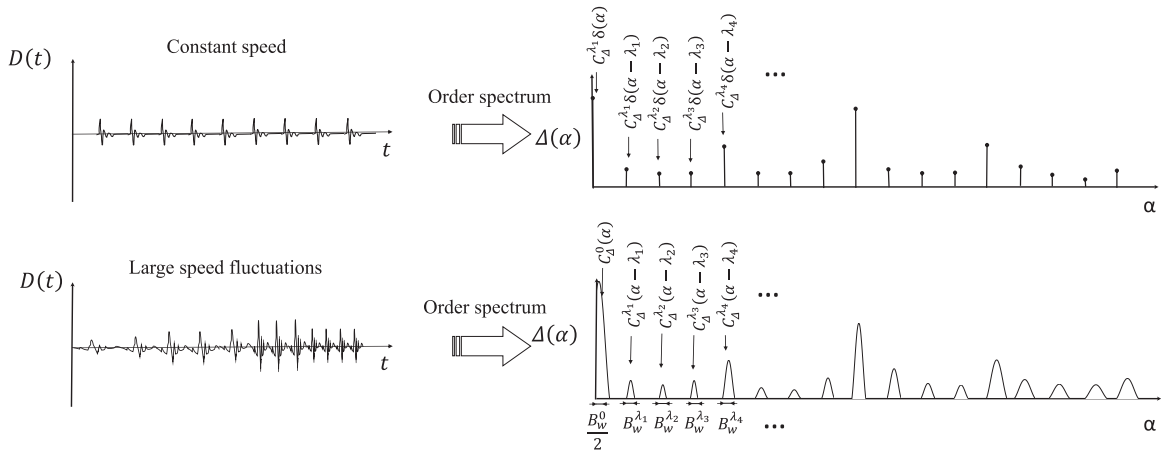 Constant speed
D(t)
t
Order spectrum
Δ(α)
C_Δ^{λ₁}δ(α)
C_Δ^{λ₁}δ(α − λ₁)
C_Δ^{λ₂}δ(α − λ₂)
C_Δ^{λ₃}δ(α − λ₃)
C_Δ^{λ₄}δ(α − λ₄)
...
α
Large speed fluctuations
D(t)
t
Order spectrum
Δ(α)
C_Δ^0(α)
C_Δ^{λ₁}(α − λ₁)
C_Δ^{λ₂}(α − λ₂)
C_Δ^{λ₃}(α − λ₃)
C_Δ^{λ₄}(α − λ₄)
...
B_w^0/2
B_w^{λ₁}
B_w^{λ₂}
B_w^{λ₃}
B_w^{λ₄}
...
α